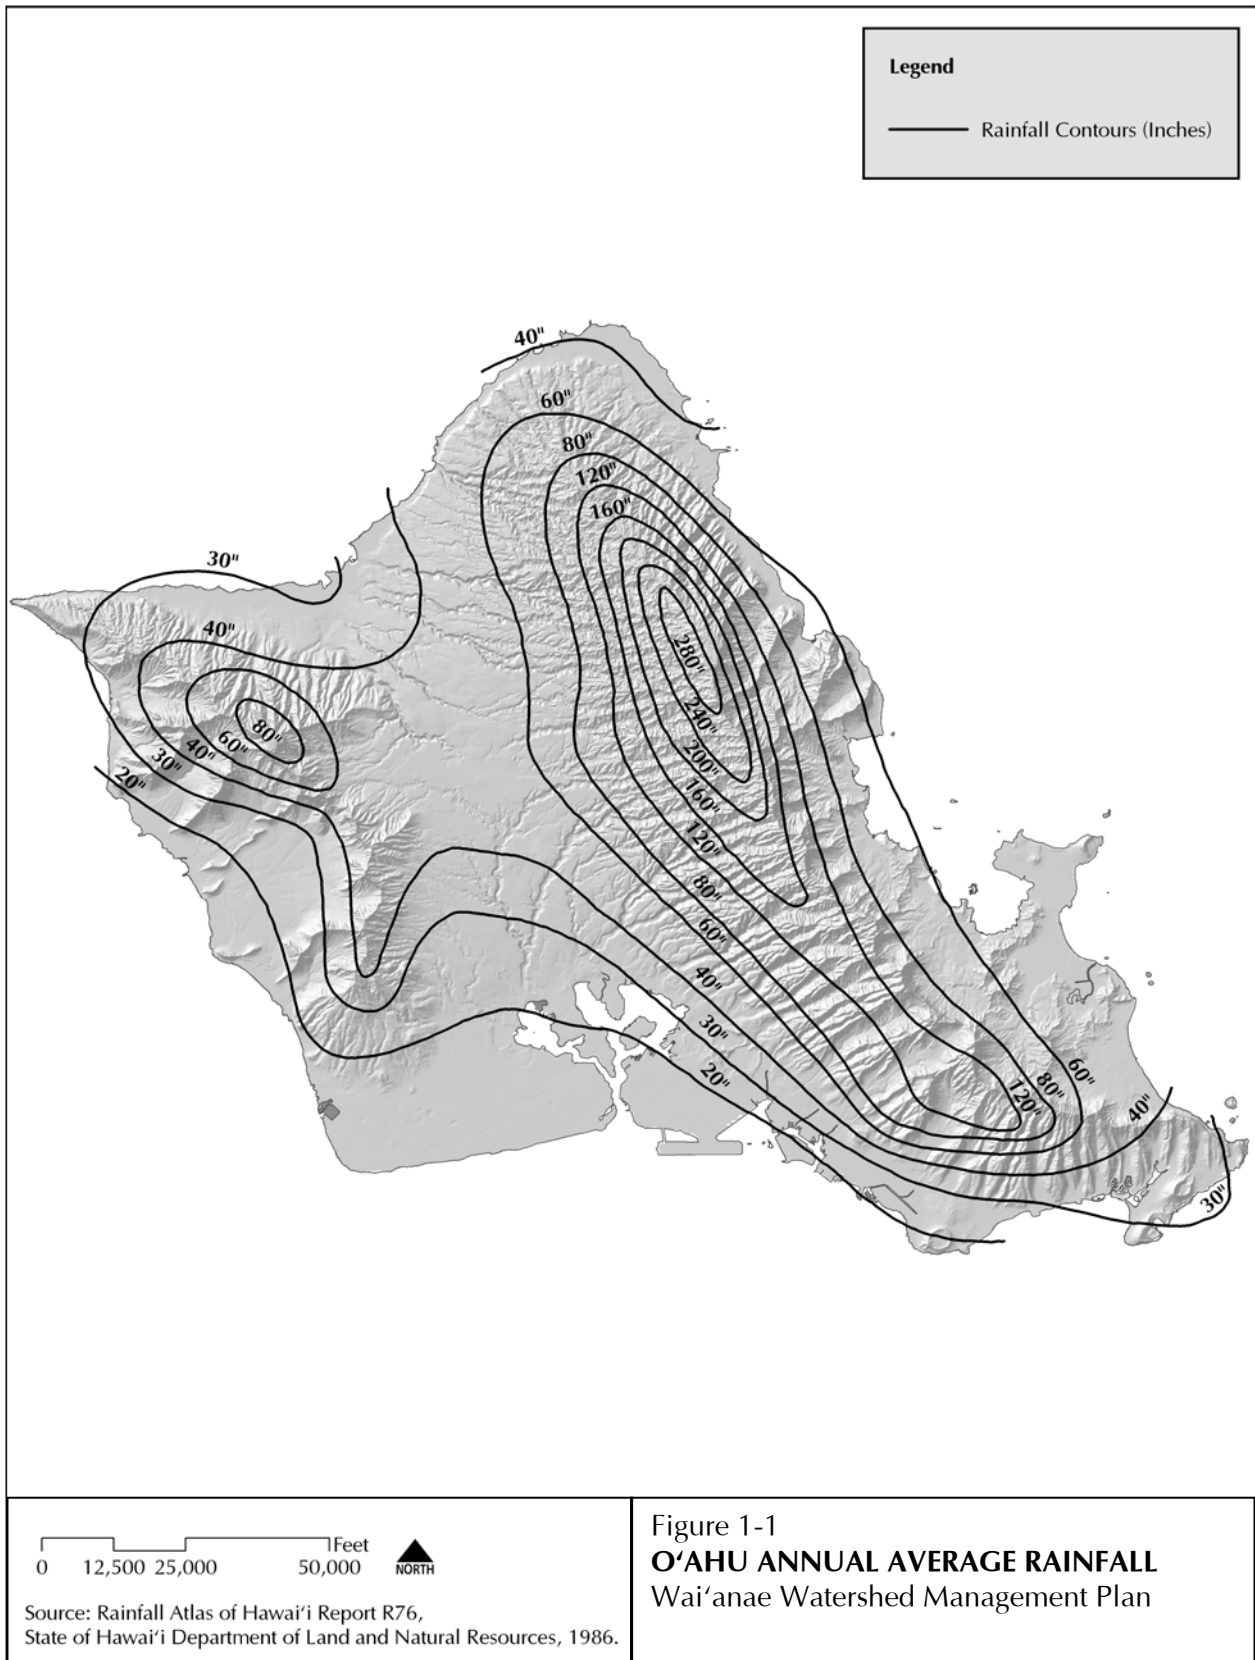 Legend
Rainfall Contours (Inches)
40"
60"
80"
120"
160"
30"
40"
280"
80"
60"
40"
30"
20"
240"
200"
160"
120"
80"
60"
40"
30"
20"
60"
80"
120"
40"
30"
Feet
0 12,500 25,000 50,000
NORTH
Source: Rainfall Atlas of Hawai‘i Report R76,
State of Hawai‘i Department of Land and Natural Resources, 1986.
Figure 1-1
O‘AHU ANNUAL AVERAGE RAINFALL
Wai‘anae Watershed Management Plan